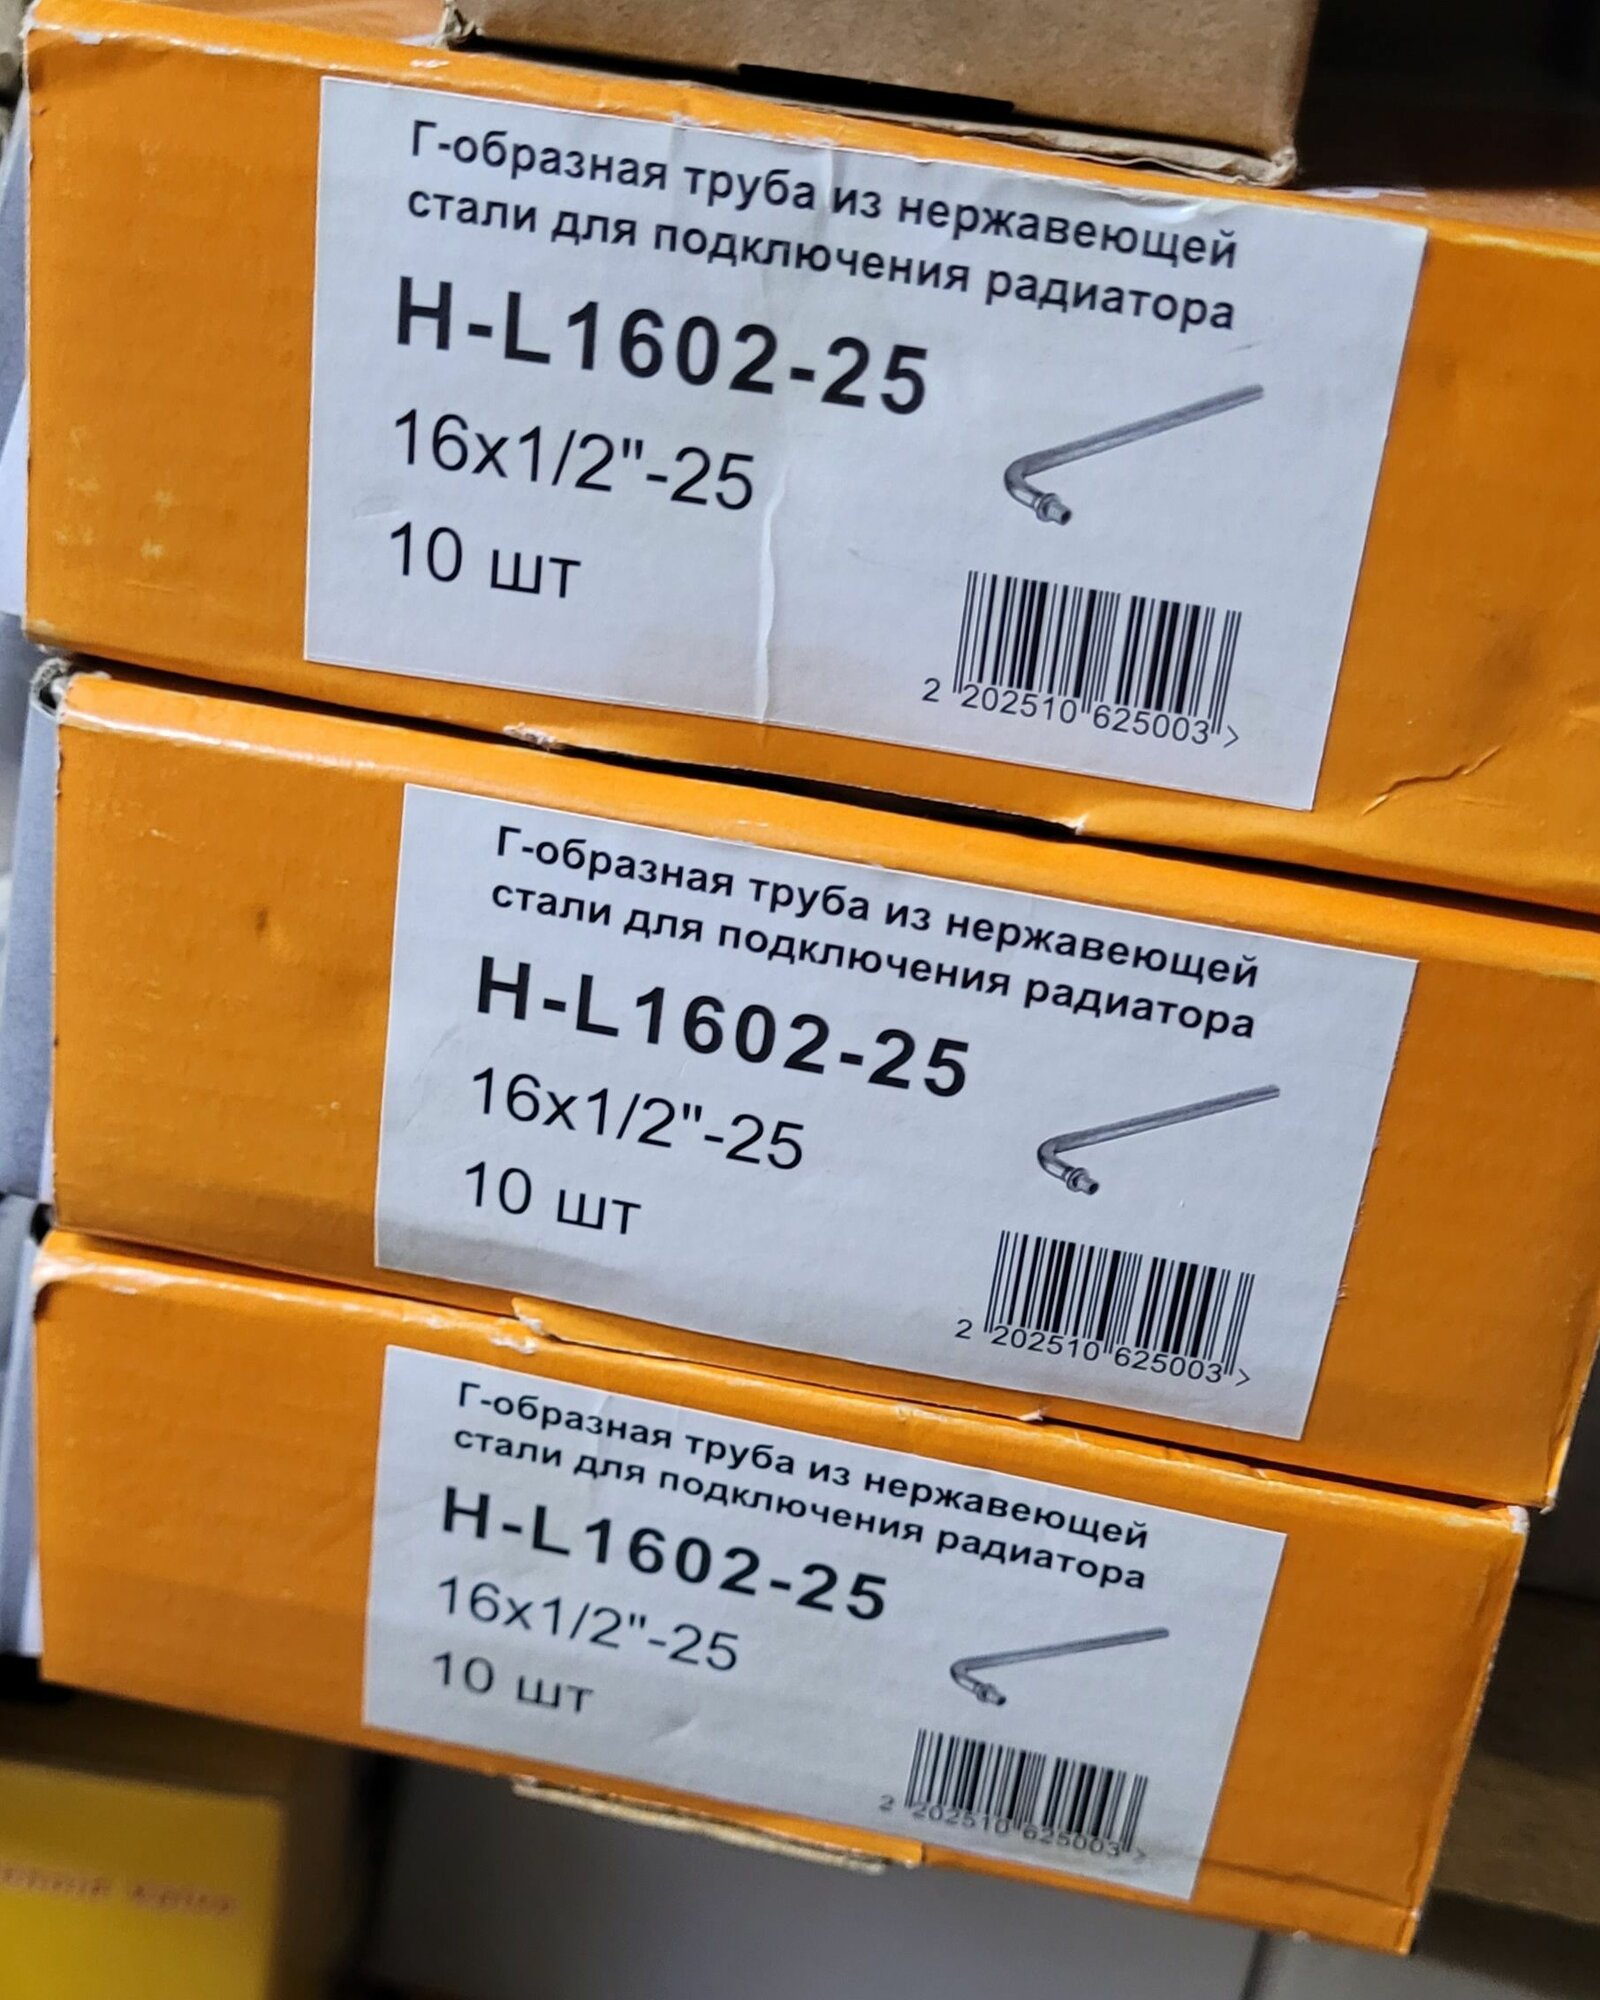 Г-образная труба из нержавеющей
стали для подключения радиатора
H-L1602-25
16x1/2"-25
10 шт
2 202510 625003 >
Г-образная труба из нержавеющей
стали для подключения радиатора
H-L1602-25
16x1/2"-25
10 шт
2 202510 625003 >
Г-образная труба из нержавеющей
стали для подключения радиатора
H-L1602-25
16x1/2"-25
10 шт
2 202510 625003 >